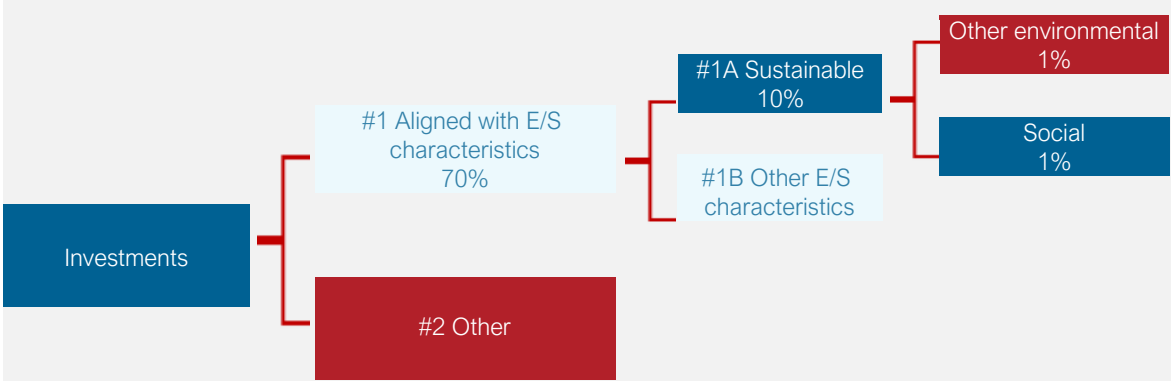 Investments
#1 Aligned with E/S
characteristics
70%
#2 Other
#1A Sustainable
10%
#1B Other E/S
characteristics
Other environmental
1%
Social
1%